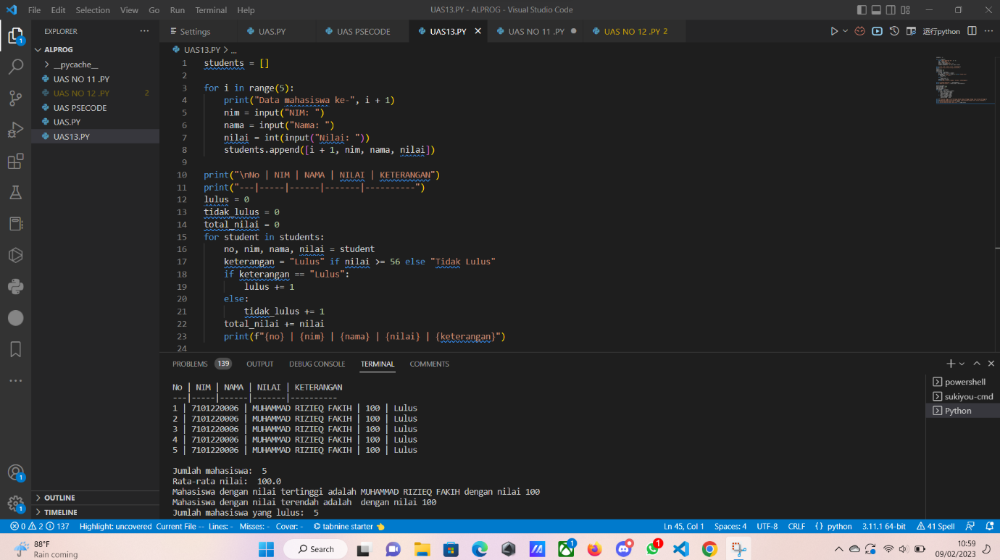 File Edit Selection View Go Run Terminal Help UAS13.PY - ALPROG - Visual Studio Code
EXPLORER ··· Settings UAS.PY UAS PSECODE UAS13.PY UAS NO 11 .PY UAS NO 12 .PY 2 运行python
ALPROG
__pycache__
UAS NO 11 .PY
UAS NO 12 .PY 2
UAS PSECODE
UAS.PY
UAS13.PY
UAS13.PY > ...
1 students = []
2
3 for i in range(5):
4 print("Data mahasiswa ke-", i + 1)
5 nim = input("NIM: ")
6 nama = input("Nama: ")
7 nilai = int(input("Nilai: "))
8 students.append([i + 1, nim, nama, nilai])
9
10 print("\nNo | NIM | NAMA | NILAI | KETERANGAN")
11 print("---|-----|------|-------|----------")
12 lulus = 0
13 tidak_lulus = 0
14 total_nilai = 0
15 for student in students:
16 no, nim, nama, nilai = student
17 keterangan = "Lulus" if nilai >= 56 else "Tidak Lulus"
18 if keterangan == "Lulus":
19 lulus += 1
20 else:
21 tidak_lulus += 1
22 total_nilai += nilai
23 print(f"{no} | {nim} | {nama} | {nilai} | {keterangan}")
24
PROBLEMS 139 OUTPUT DEBUG CONSOLE TERMINAL COMMENTS
No | NIM | NAMA | NILAI | KETERANGAN
---|-----|------|-------|----------
1 | 7101220006 | MUHAMMAD RIZIEQ FAKIH | 100 | Lulus
2 | 7101220006 | MUHAMMAD RIZIEQ FAKIH | 100 | Lulus
3 | 7101220006 | MUHAMMAD RIZIEQ FAKIH | 100 | Lulus
4 | 7101220006 | MUHAMMAD RIZIEQ FAKIH | 100 | Lulus
5 | 7101220006 | MUHAMMAD RIZIEQ FAKIH | 100 | Lulus
Jumlah mahasiswa: 5
Rata-rata nilai: 100.0
Mahasiswa dengan nilai tertinggi adalah MUHAMMAD RIZIEQ FAKIH dengan nilai 100
Mahasiswa dengan nilai terendah adalah dengan nilai 100
Jumlah mahasiswa yang lulus: 5
powershell
sukiyou-cmd
Python
OUTLINE
TIMELINE
0 2 137 Highlight: uncovered Current File -- Lines: - Misses: - Cover: - tabnine starter 👈 Ln 45, Col 1 Spaces: 4 UTF-8 CRLF {} python 3.11.1 64-bit 41 Spell
88°F
Rain coming
Search
10:59
09/02/2023